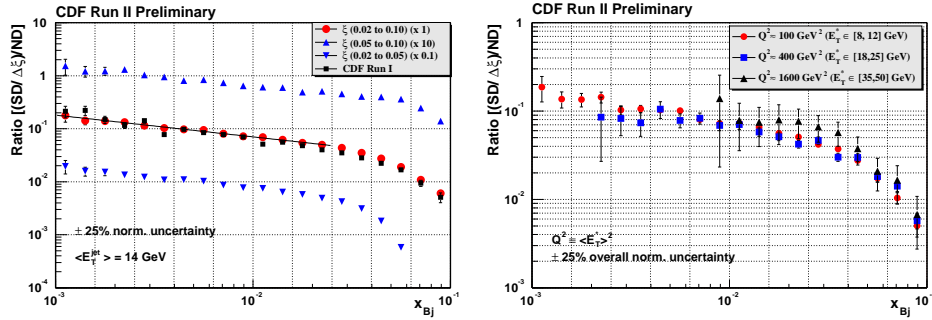 CDF Run II Preliminary
Ratio [(SD/ Δξ)/ND]
10
1
10^-1
10^-2
10^-3
10^-4
ξ (0.02 to 0.10) (x 1)
ξ (0.05 to 0.10) (x 10)
ξ (0.02 to 0.05) (x 0.1)
CDF Run I
± 25% norm. uncertainty
<E_T^jet> = 14 GeV
10^-3
10^-2
10^-1
x_Bj
CDF Run II Preliminary
Ratio [(SD/ Δξ)/ND]
1
10^-1
10^-2
10^-3
Q² ≈ 100 GeV² (E_T^* ∈ [8, 12] GeV)
Q² ≈ 400 GeV² (E_T^* ∈ [18,25] GeV)
Q² ≈ 1600 GeV² (E_T^* ∈ [35,50] GeV)
Q² ≅ <E_T^*>²
± 25% overall norm. uncertainty
10^-3
10^-2
10^-1
x_Bj